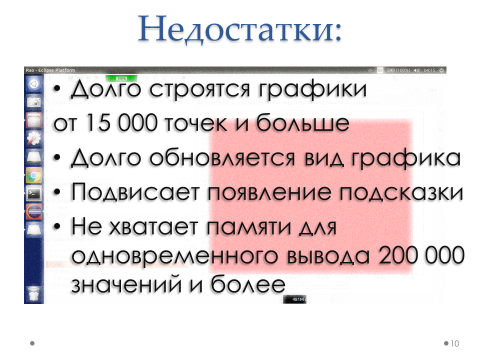 Недостатки:
Reo - Eclipse Platform
• Долго строятся графики
от 15 000 точек и больше
• Долго обновляется вид графика
• Подвисает появление подсказки
• Не хватает памяти для
одновременного вывода 200 000
значений и более
10